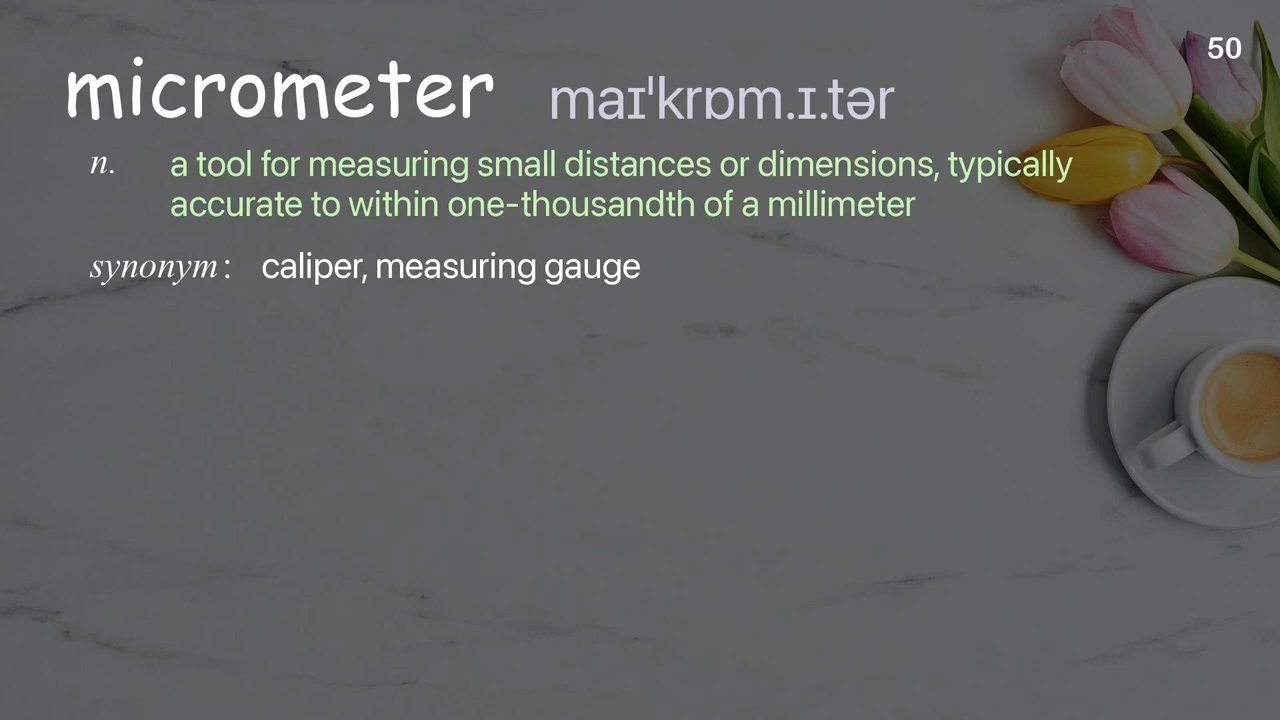 50
micrometer maɪˈkrɒm.ɪ.tər
n. a tool for measuring small distances or dimensions, typically
accurate to within one-thousandth of a millimeter
synonym: caliper, measuring gauge